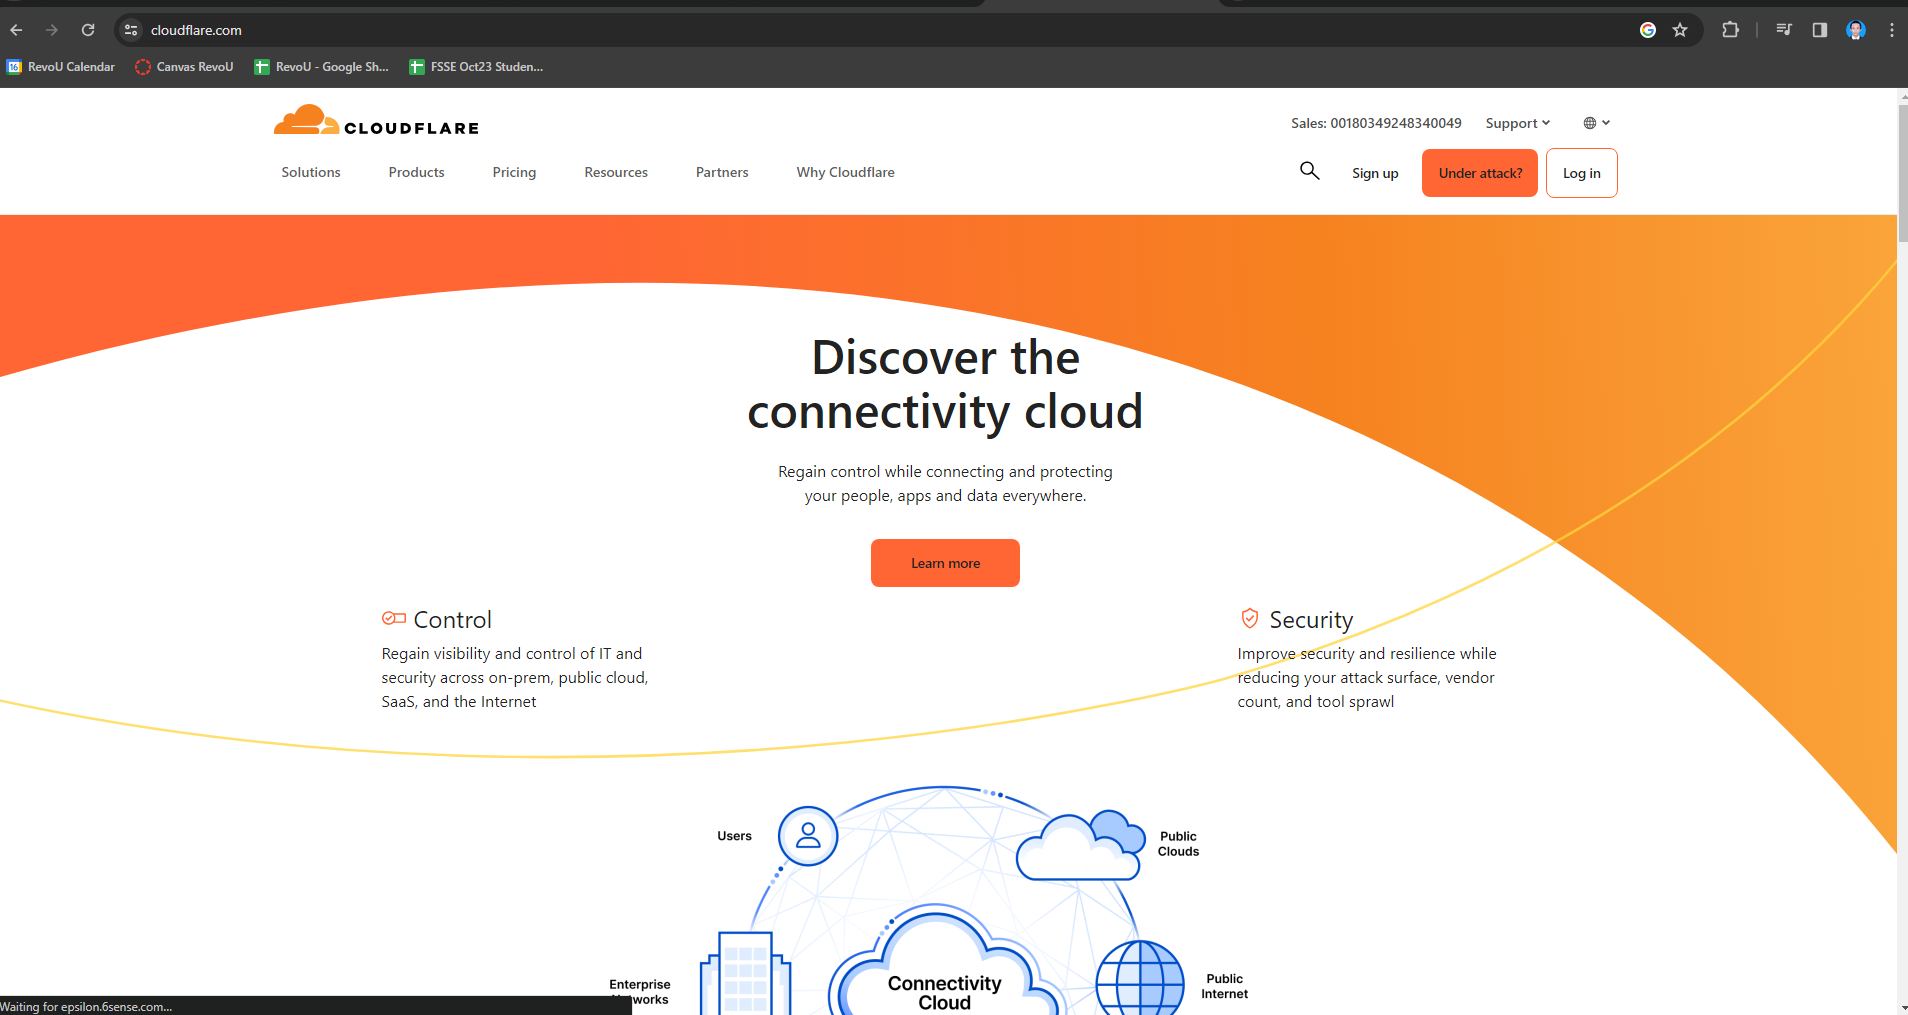 cloudflare.com
RevoU Calendar
Canvas RevoU
RevoU - Google Sh...
FSSE Oct23 Studen...
CLOUDFLARE
Sales: 00180349248340049
Support
Solutions
Products
Pricing
Resources
Partners
Why Cloudflare
Sign up
Under attack?
Log in
Discover the
connectivity cloud
Regain control while connecting and protecting
your people, apps and data everywhere.
Learn more
Control
Regain visibility and control of IT and
security across on-prem, public cloud,
SaaS, and the Internet
Security
Improve security and resilience while
reducing your attack surface, vendor
count, and tool sprawl
Users
Public
Clouds
Enterprise
Connectivity
Cloud
Public
Internet
Waiting for epsilon.6sense.com...